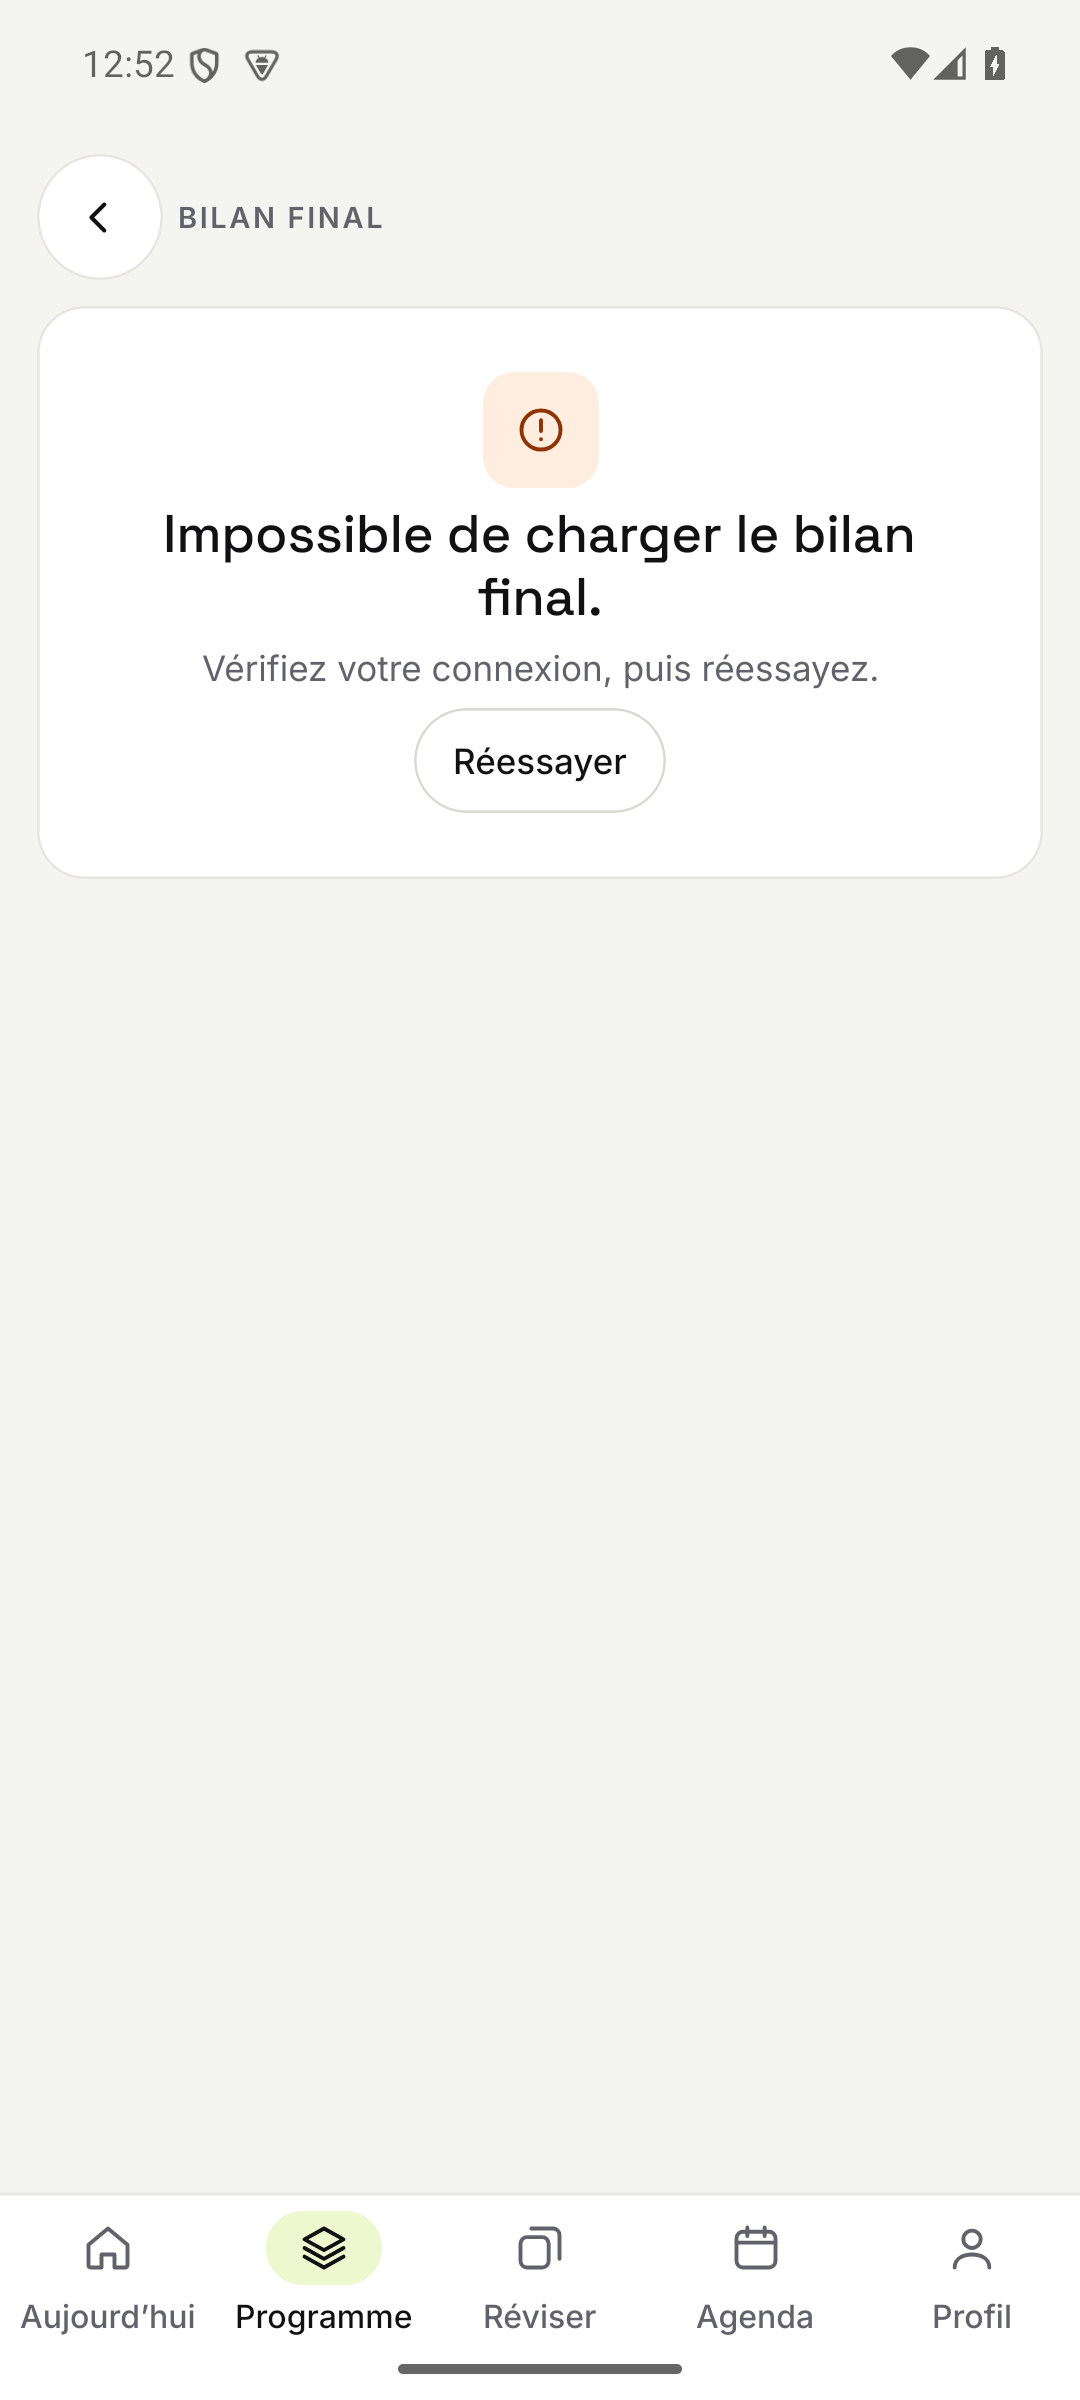 12:52
BILAN FINAL
Impossible de charger le bilan
final.
Vérifiez votre connexion, puis réessayez.
Réessayer
Aujourd’hui
Programme
Réviser
Agenda
Profil